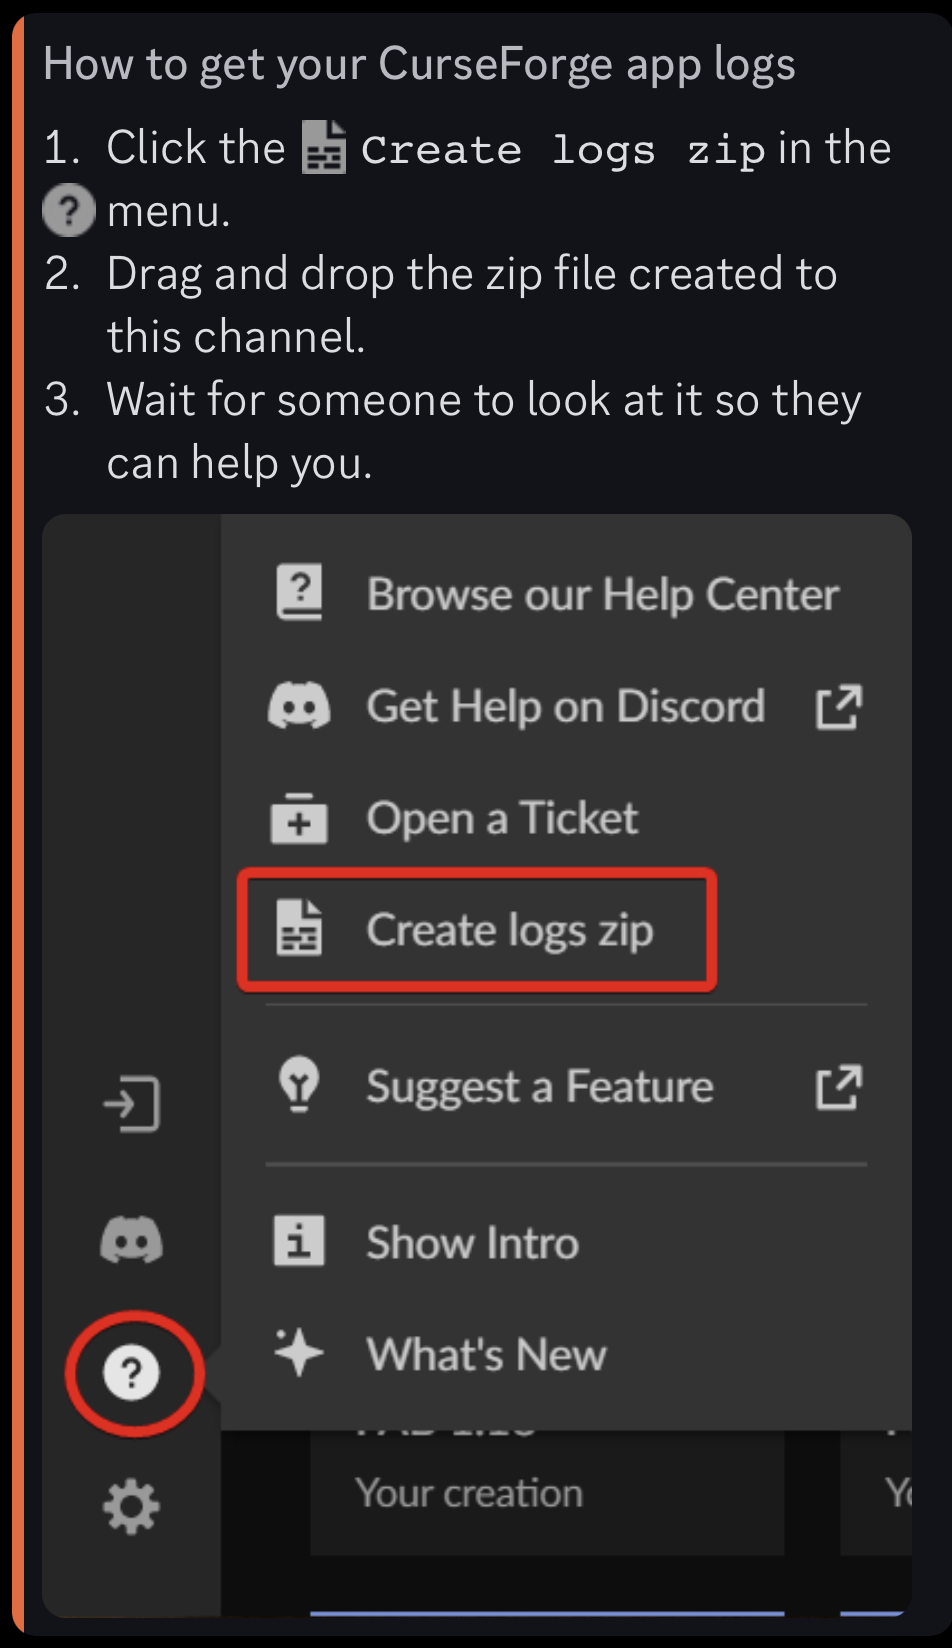 How to get your CurseForge app logs
1. Click the Create logs zip in the
? menu.
2. Drag and drop the zip file created to
this channel.
3. Wait for someone to look at it so they
can help you.
Browse our Help Center
Get Help on Discord
Open a Ticket
Create logs zip
Suggest a Feature
Show Intro
What's New
Your creation